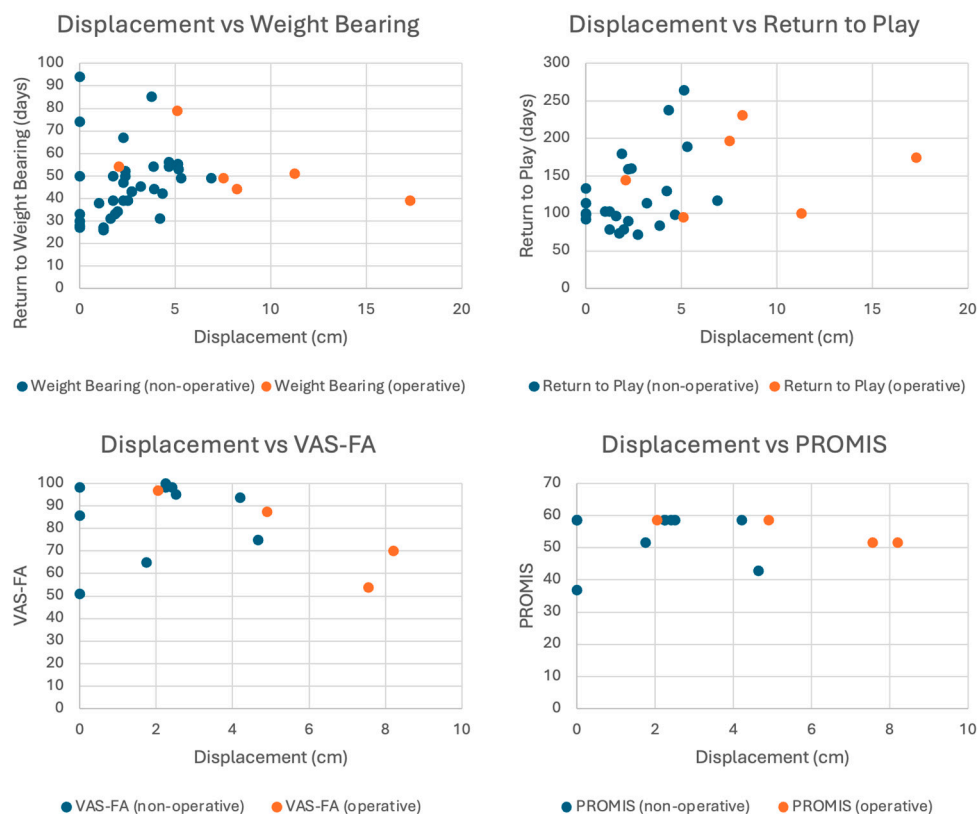 Displacement vs Weight Bearing
Return to Weight Bearing (days)
100
90
80
70
60
50
40
30
20
10
0
0 5 10 15 20
Displacement (cm)
Weight Bearing (non-operative) Weight Bearing (operative)
Displacement vs Return to Play
Return to Play (days)
300
250
200
150
100
50
0
0 5 10 15 20
Displacement (cm)
Return to Play (non-operative) Return to Play (operative)
Displacement vs VAS-FA
VAS-FA
100
90
80
70
60
50
40
30
20
10
0
0 2 4 6 8 10
Displacement (cm)
VAS-FA (non-operative) VAS-FA (operative)
Displacement vs PROMIS
PROMIS
70
60
50
40
30
20
10
0
0 2 4 6 8 10
Displacement (cm)
PROMIS (non-operative) PROMIS (operative)